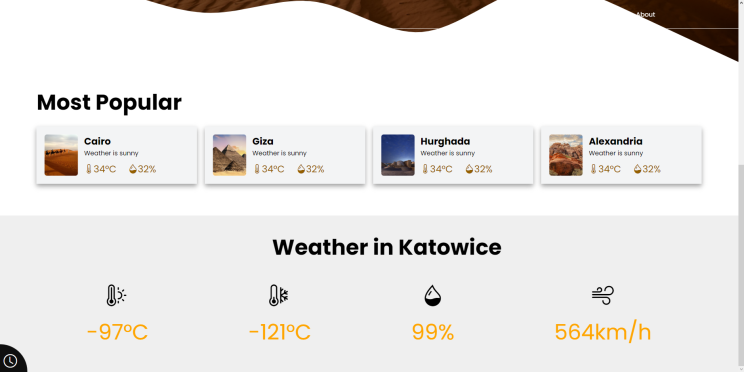 About
Most Popular
Cairo
Weather is sunny
34°C 32%
Giza
Weather is sunny
34°C 32%
Hurghada
Weather is sunny
34°C 32%
Alexandria
Weather is sunny
34°C 32%
Weather in Katowice
-97°C -121°C 99% 564km/h